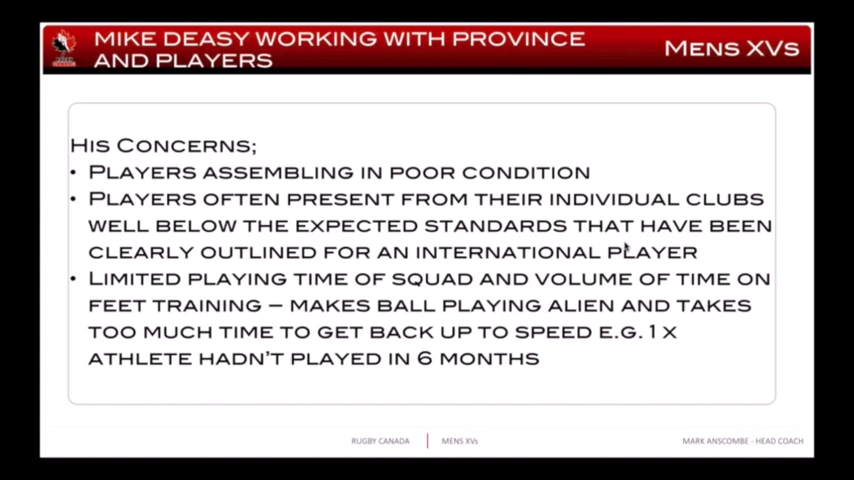 MIKE DEASY WORKING WITH PROVINCE
AND PLAYERS
MENS XVS
HIS CONCERNS;
• PLAYERS ASSEMBLING IN POOR CONDITION
• PLAYERS OFTEN PRESENT FROM THEIR INDIVIDUAL CLUBS
WELL BELOW THE EXPECTED STANDARDS THAT HAVE BEEN
CLEARLY OUTLINED FOR AN INTERNATIONAL PLAYER
• LIMITED PLAYING TIME OF SQUAD AND VOLUME OF TIME ON
FEET TRAINING – MAKES BALL PLAYING ALIEN AND TAKES
TOO MUCH TIME TO GET BACK UP TO SPEED E.G. 1 X
ATHLETE HADN'T PLAYED IN 6 MONTHS
RUGBY CANADA
MENS XVs
MARK ANSCOMBE - HEAD COACH